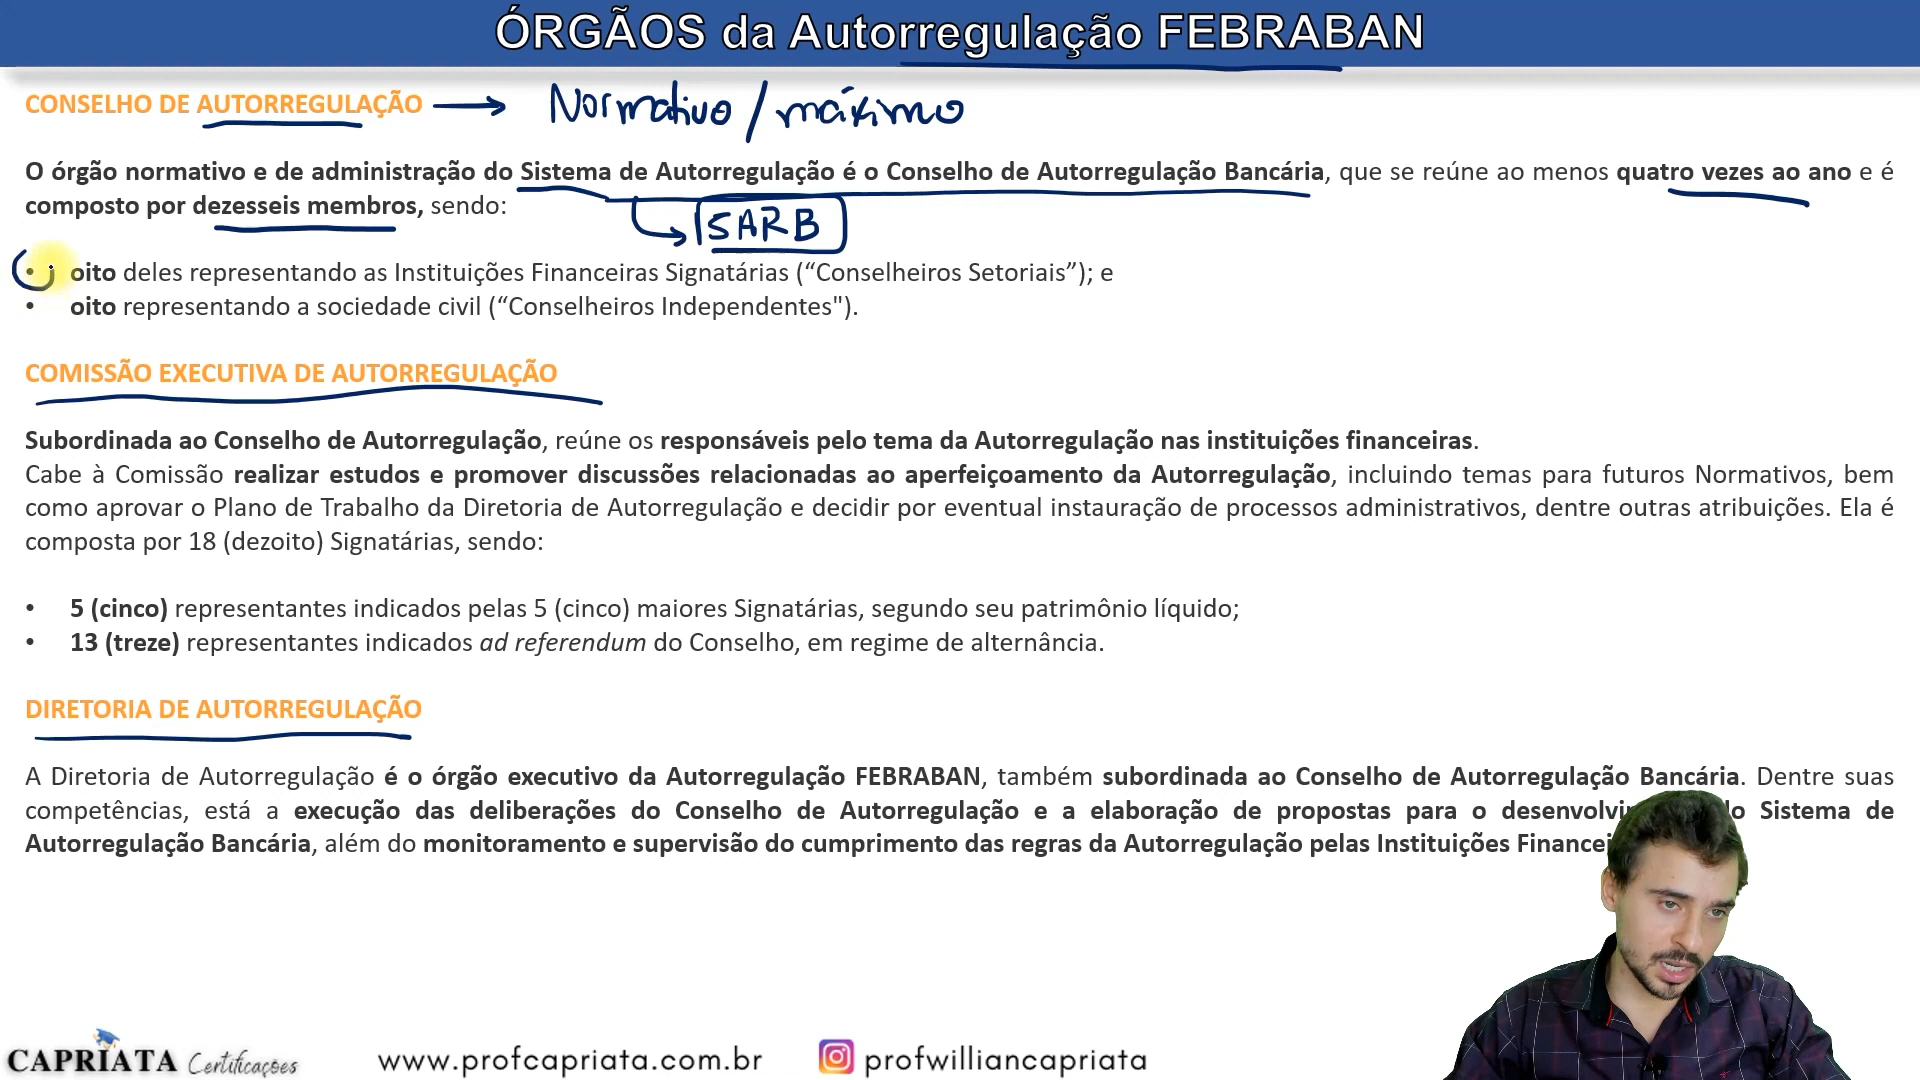 ÓRGÃOS da Autorregulação FEBRABAN
CONSELHO DE AUTORREGULAÇÃO → Normativo / máximo
O órgão normativo e de administração do Sistema de Autorregulação é o Conselho de Autorregulação Bancária, que se reúne ao menos quatro vezes ao ano e é
composto por dezesseis membros, sendo:
SARB
• oito deles representando as Instituições Financeiras Signatárias (“Conselheiros Setoriais”); e
• oito representando a sociedade civil (“Conselheiros Independentes").
COMISSÃO EXECUTIVA DE AUTORREGULAÇÃO
Subordinada ao Conselho de Autorregulação, reúne os responsáveis pelo tema da Autorregulação nas instituições financeiras.
Cabe à Comissão realizar estudos e promover discussões relacionadas ao aperfeiçoamento da Autorregulação, incluindo temas para futuros Normativos, bem
como aprovar o Plano de Trabalho da Diretoria de Autorregulação e decidir por eventual instauração de processos administrativos, dentre outras atribuições. Ela é
composta por 18 (dezoito) Signatárias, sendo:
• 5 (cinco) representantes indicados pelas 5 (cinco) maiores Signatárias, segundo seu patrimônio líquido;
• 13 (treze) representantes indicados ad referendum do Conselho, em regime de alternância.
DIRETORIA DE AUTORREGULAÇÃO
A Diretoria de Autorregulação é o órgão executivo da Autorregulação FEBRABAN, também subordinada ao Conselho de Autorregulação Bancária. Dentre suas
competências, está a execução das deliberações do Conselho de Autorregulação e a elaboração de propostas para o Sistema de
Autorregulação Bancária, além do monitoramento e supervisão do cumprimento das regras da Autorregulação pelas Instituições
CAPRIATA Certificações
www.profcapriata.com.br
profwilliancapriata